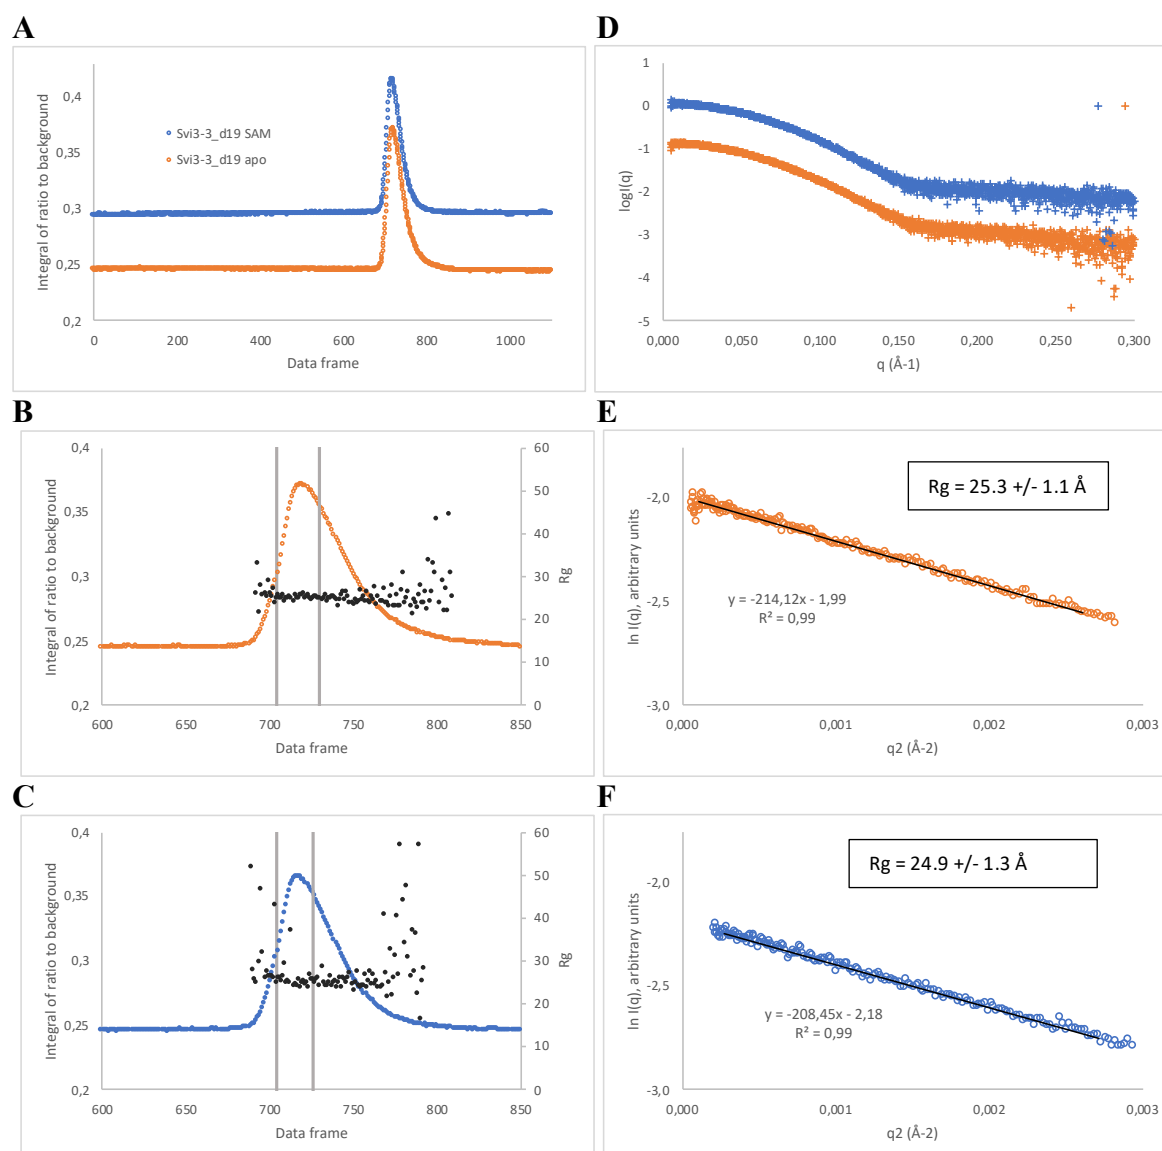 A
Integral of ratio to background
0,4
0,35
0,3
0,25
0,2
Svi3-3_d19 SAM
Svi3-3_d19 apo
0 200 400 600 800 1000
Data frame
D
logI(q)
1
0
-1
-2
-3
-4
-5
0,000 0,050 0,100 0,150 0,200 0,250 0,300
q (Å-1)
B
Integral of ratio to background
0,4
0,35
0,3
0,25
0,2
60
50
40
30
20
10
0
Rg
600 650 700 750 800 850
Data frame
E
ln I(q), arbitrary units
-2,0
-2,5
-3,0
Rg = 25.3 +/- 1.1 Å
y = -214,12x - 1,99
R² = 0,99
0,000 0,001 0,002 0,003
q2 (Å-2)
C
Integral of ratio to background
0,4
0,35
0,3
0,25
0,2
60
50
40
30
20
10
0
Rg
600 650 700 750 800 850
Data frame
F
ln I(q), arbitrary units
-2,0
-2,5
-3,0
Rg = 24.9 +/- 1.3 Å
y = -208,45x - 2,18
R² = 0,99
0,000 0,001 0,002 0,003
q2 (Å-2)